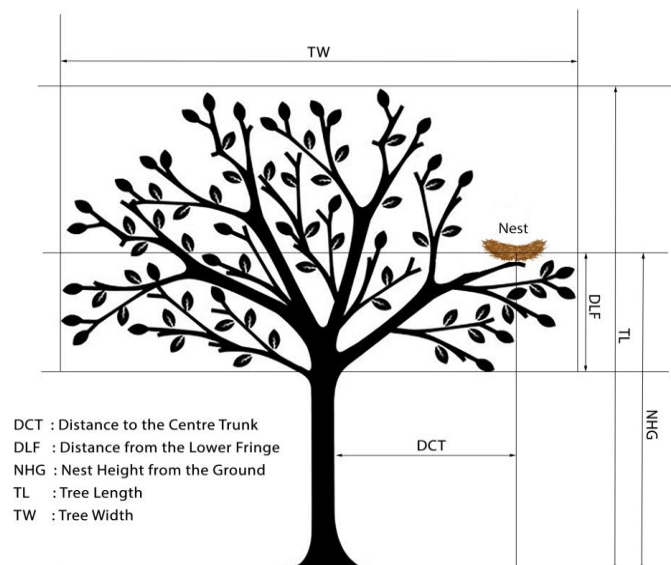 TW
Nest
DLF
TL
NHG
DCT
DCT : Distance to the Centre Trunk
DLF : Distance from the Lower Fringe
NHG : Nest Height from the Ground
TL : Tree Length
TW : Tree Width